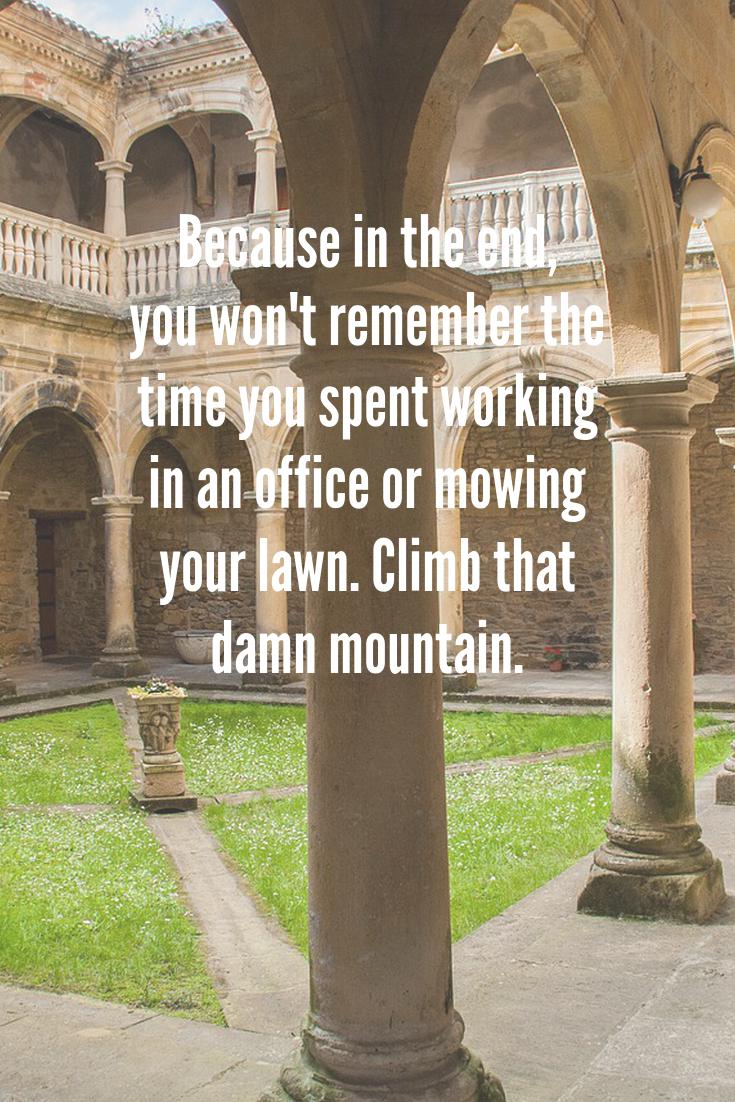 Because in the end,
you won't remember the
time you spent working
in an office or mowing
your lawn. Climb that
damn mountain.